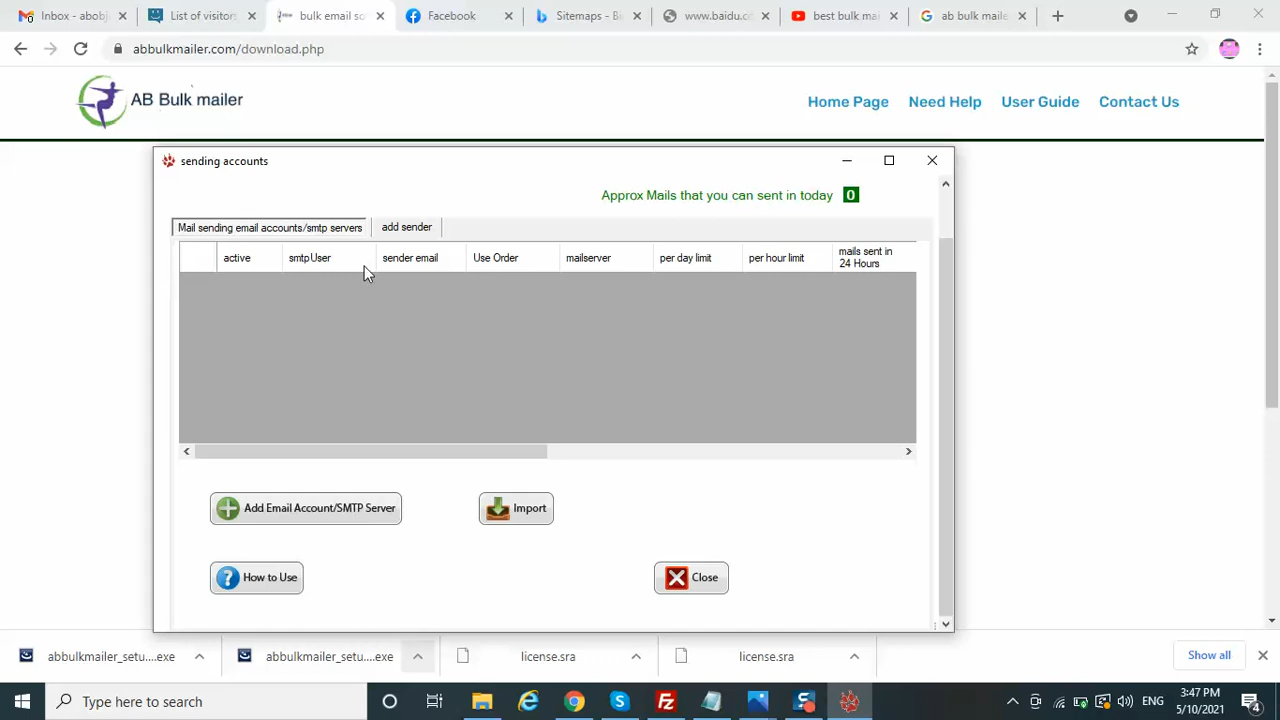 Inbox - abobj
List of visitors
bulk email so
Facebook
Sitemaps - Bi
www.baidu.co
best bulk mai
ab bulk maile
abbulkmailer.com/download.php
AB Bulk mailer
Home Page
Need Help
User Guide
Contact Us
sending accounts
Approx Mails that you can sent in today 0
Mail sending email accounts/smtp servers
add sender
active
smtpUser
sender email
Use Order
mailserver
per day limit
per hour limit
mails sent in
24 Hours
Add Email Account/SMTP Server
Import
How to Use
Close
abbulkmailer_setu....exe
abbulkmailer_setu....exe
license.sra
license.sra
Show all
Type here to search
ENG
3:47 PM
5/10/2021
4